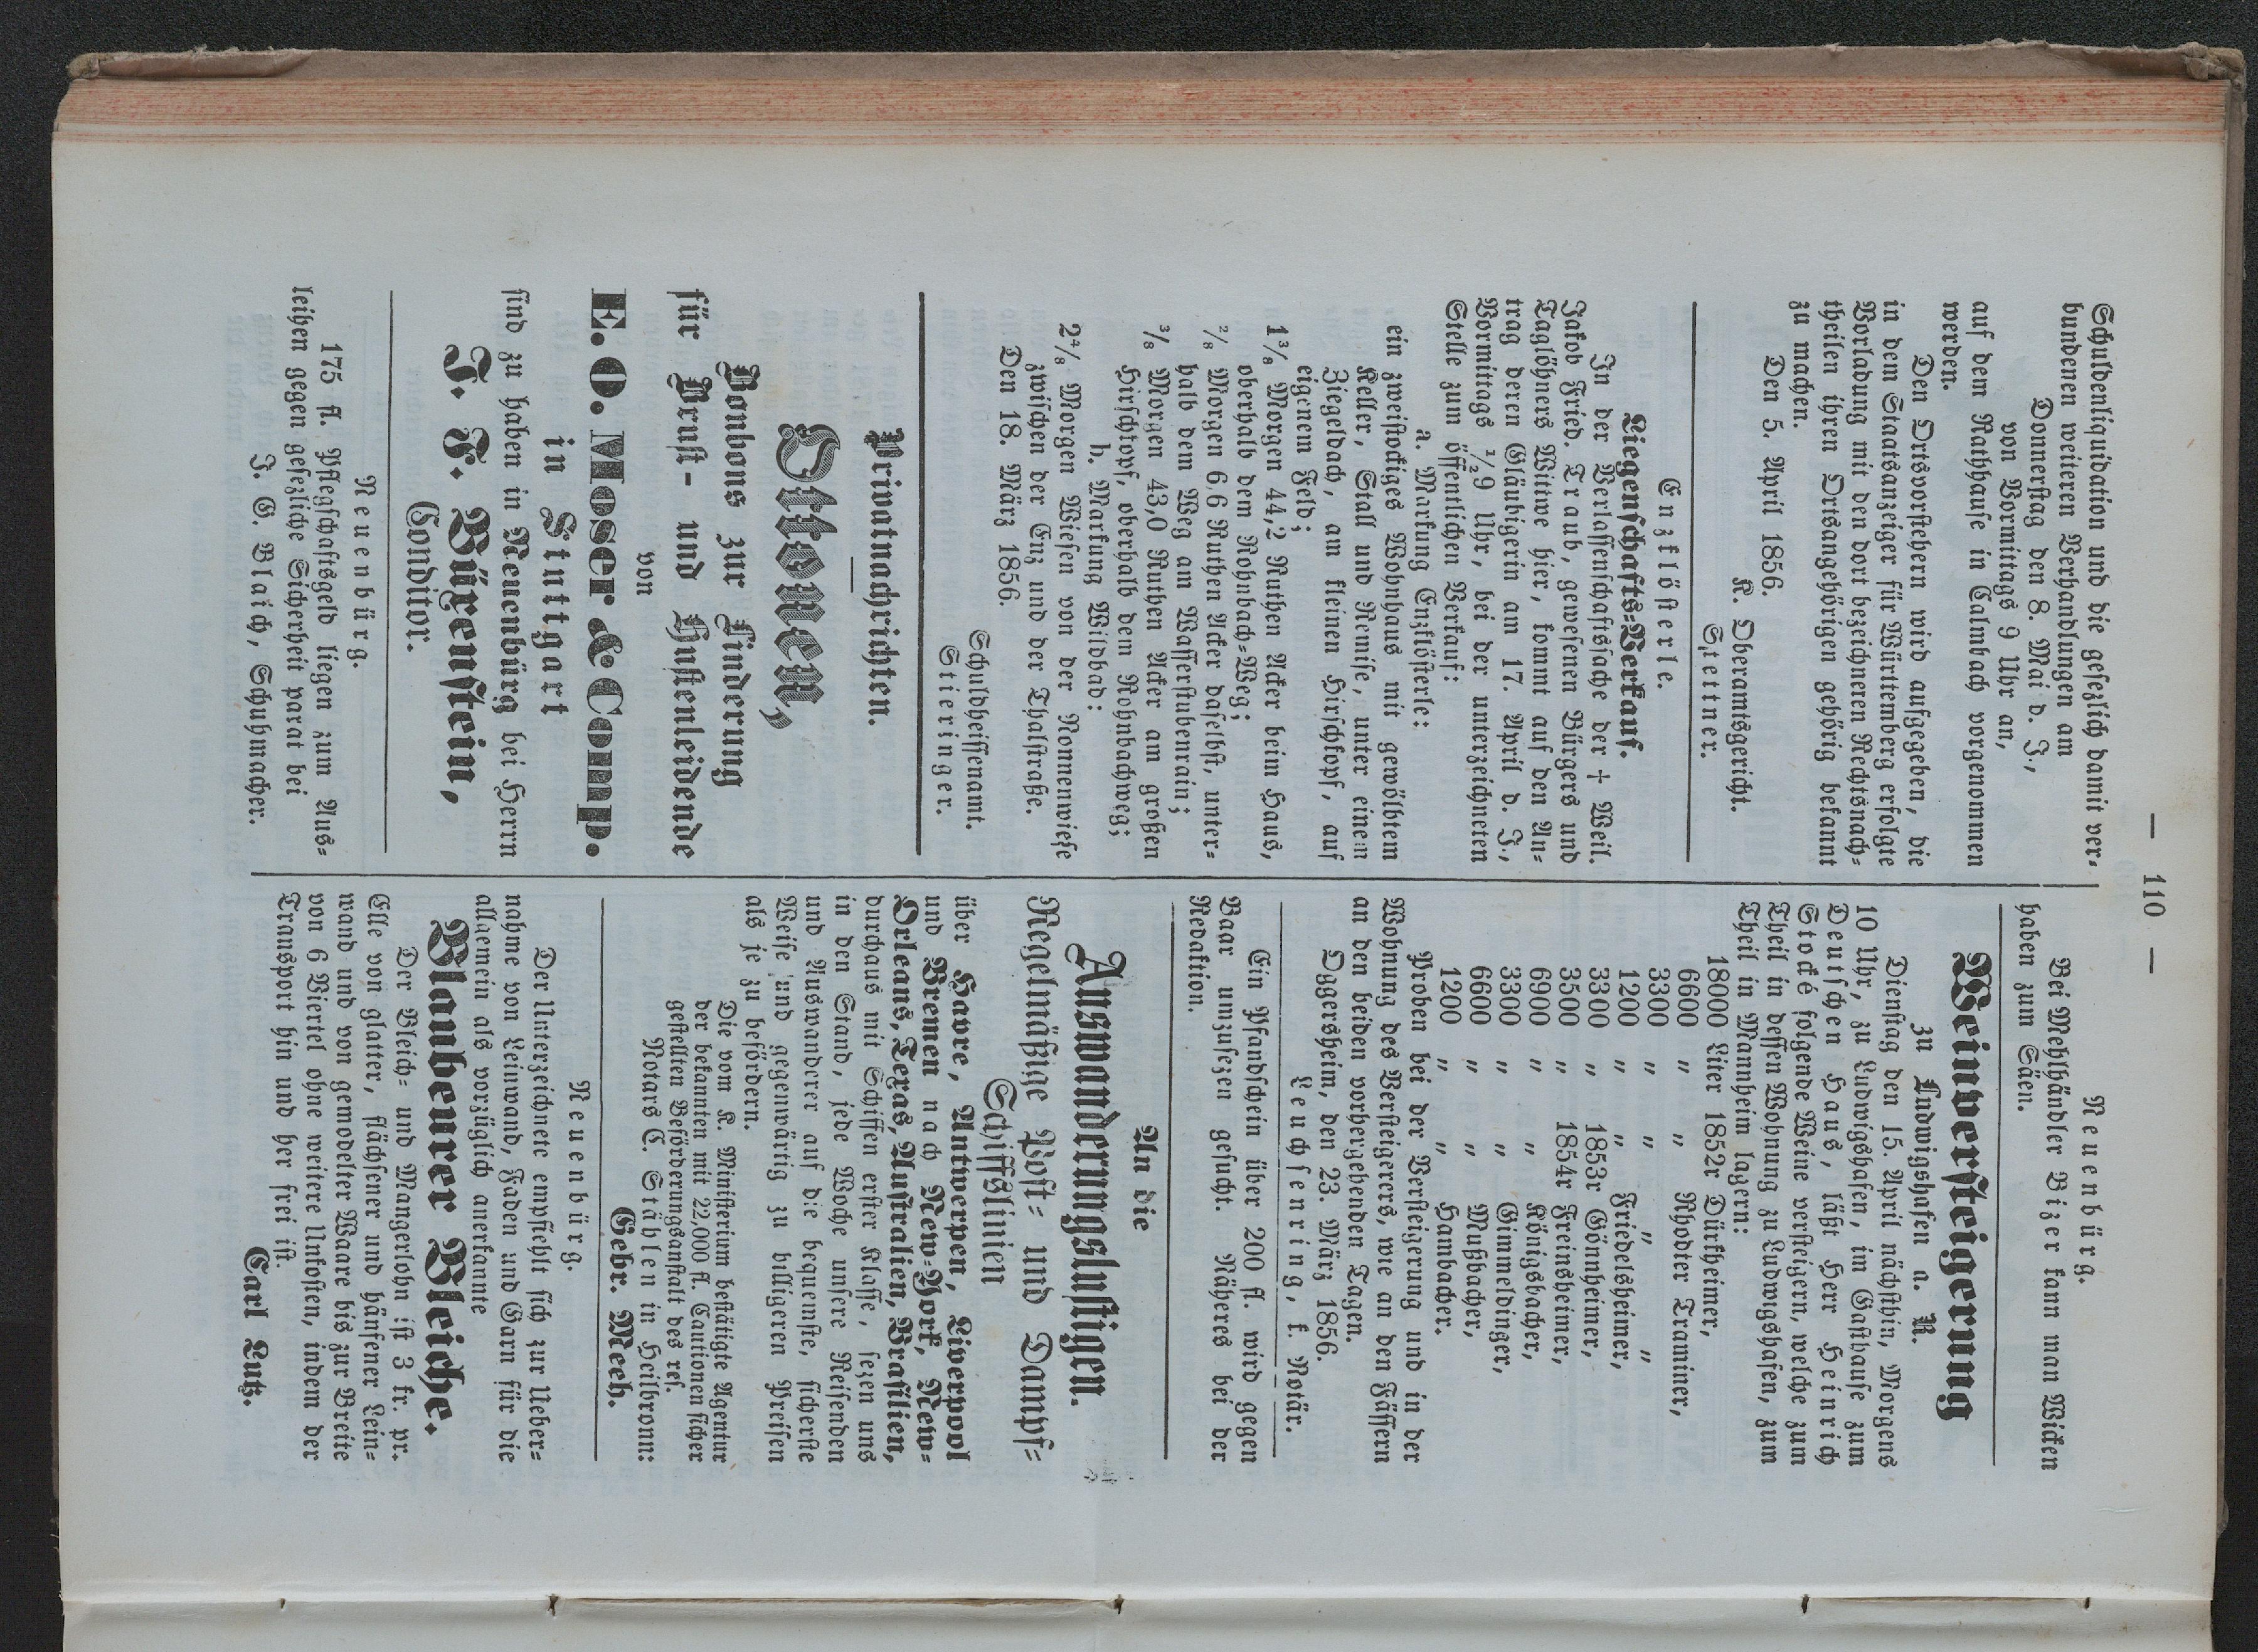 — 110 —
Schuldenliquidation und die gesezlich damit ver-
bundenen weiteren Verhandlungen am
Donnerstag den 8. Mai d. J.,
von Vormittags 9 Uhr an,
auf dem Rathhause in Calmbach vorgenommen
werden.
Den Ortsvorstehern wird aufgegeben, die
in dem Staatsanzeiger für Württemberg erfolgte
Vorladung mit den dort bezeichneren Rechtsnach-
theilen ihren Ortsangehörigen gehörig bekannt
zu machen.
Den 5. April 1856.
K. Oberamtsgericht.
Stettner.
Enzklösterle.
Liegenschafts-Verkauf.
In der Verlassenschaftssache der † Weil.
Jakob Fried. Traub, gewesenen Bürgers und
Taglöhners Witwe hier, kommt auf den An-
trag deren Gläubigerin am 17. April d. J.,
Vormittags ½9 Uhr, bei der unterzeichneten
Stelle zum öffentlichen Verkauf:
a. Markung Enzklösterle:
ein zweistockiges Wohnhaus mit gewölbtem
Keller, Stall und Remise, unter einem
Ziegeldach, am kleinen Hirschkopf, auf
eigenem Feld;
1³/₈ Morgen 44,2 Ruthen Acker beim Haus,
oberhalb dem Rohnbach-Weg;
²/₈ Morgen 6,6 Ruthen Acker daselbst, unter-
halb dem Weg am Wasserstubenrain;
³/₈ Morgen 43,0 Ruthen Acker am großen
Hirschkopf, oberhalb dem Rohnbachweg;
b. Markung Wildbad:
2⁴/₈ Morgen Wiesen von der Nonnenwiese
zwischen der Enz und der Thalstraße.
Den 18. März 1856.
Schuldheissenamt.
Stieringer.
Privatnachrichten.
Ottonen,
Bonbons zur Linderung
für Brust- und Hustenleidende
von
E. O. Moser & Comp.
in Stuttgart
sind zu haben in Neuenbürg bei Herrn
J. F. Bürenstein,
Conditor.
Neuenbürg.
175 fl. Pflegschaftsgeld liegen zum Aus-
leihen gegen gesezliche Sicherheit parat bei
J. G. Blaich, Schuhmacher.
Neuenbürg.
Bei Mehlhändler Bizer kann man Wicken
haben zum Säen.
Weinversteigerung
zu Ludwigshafen a. R.
Dienstag den 15. April nächsthin, Morgens
10 Uhr, zu Ludwigshafen, im Gasthause zum
Deutschen Haus, läßt Herr Heinrich
Stocké folgende Weine versteigern, welche zum
Theil in dessen Wohnung zu Ludwigshafen, zum
Theil in Mannheim lagern:
18000 Liter 1852r Dürkheimer,
6600 „ „ Rhodter Traminer,
3300 „ „ „ „
1200 „ „ Friedelsheimer,
3300 „ 1853r Gönnheimer,
3500 „ 1854r Freinsheimer,
6900 „ „ Königsbacher,
3300 „ „ Gimmeldinger,
6600 „ „ Mußbacher,
1200 „ „ Hambacher.
Proben bei der Versteigerung und in der
Wohnung des Versteigerers, wie an den Fässern
an den beiden vorhergehenden Tagen.
Oggersheim, den 23. März 1856.
Leuchsenring, k. Notär.
Ein Pfandschein über 200 fl. wird gegen
Baar umzusezen gesucht. Näheres bei der
Redaktion.
An die
Auswanderungslustigen.
Regelmäßige Post- und Dampf-
Schiffslinien
über Havre, Antwerpen, Liverpool
und Bremen nach New-York, New-
Orleans, Texas, Australien, Brasilien,
durchaus mit Schiffen erster Klasse, sezen uns
in den Stand, jede Woche unsere Reisenden
und Auswanderer auf die bequemste, sicherste
Weise und gegenwärtig zu billigeren Preisen
als je zu befördern.
Die vom K. Ministerium bestätigte Agentur
der bekannten mit 22,000 fl. Cautionen sicher
gestellten Beförderungsanstalt des ref.
Notars C. Stählen in Heilbronn:
Gebr. Meeh.
Neuenbürg.
Der Unterzeichnete empfiehlt sich zur Ueber-
nahme von Leinwand, Faden und Garn für die
allgemein als vorzüglich anerkannte
Blaubeurer Bleiche.
Der Bleich- und Mangerlohn ist 3 kr. pr.
Elle von glatter, flächsener und hänfener Lein-
wand und von gemodelter Ware bis zur Breite
von 6 Viertel ohne weitere Unkosten, indem der
Transport hin und her frei ist.
Carl Lutz.